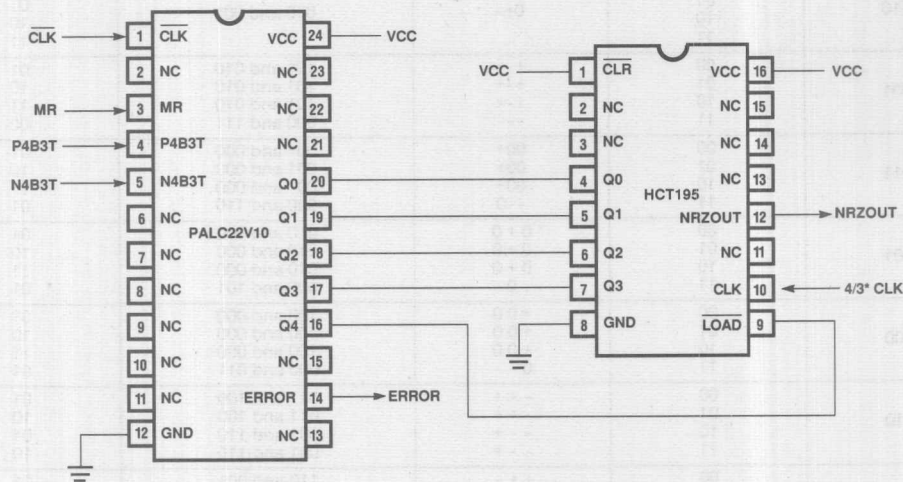 CLK
1
CLK
VCC
24
VCC
2
NC
NC
23
MR
3
MR
NC
22
P4B3T
4
P4B3T
NC
21
N4B3T
5
N4B3T
Q0
20
6
NC
Q1
19
PALC22V10
7
NC
Q2
18
8
NC
Q3
17
9
NC
Q4
16
10
NC
NC
15
11
NC
ERROR
14
ERROR
12
GND
NC
13
VCC
1
CLR
VCC
16
VCC
2
NC
NC
15
3
NC
NC
14
4
Q0
NC
13
HCT195
5
Q1
NRZOUT
12
NRZOUT
6
Q2
NC
11
7
Q3
CLK
10
4/3* CLK
8
GND
LOAD
9